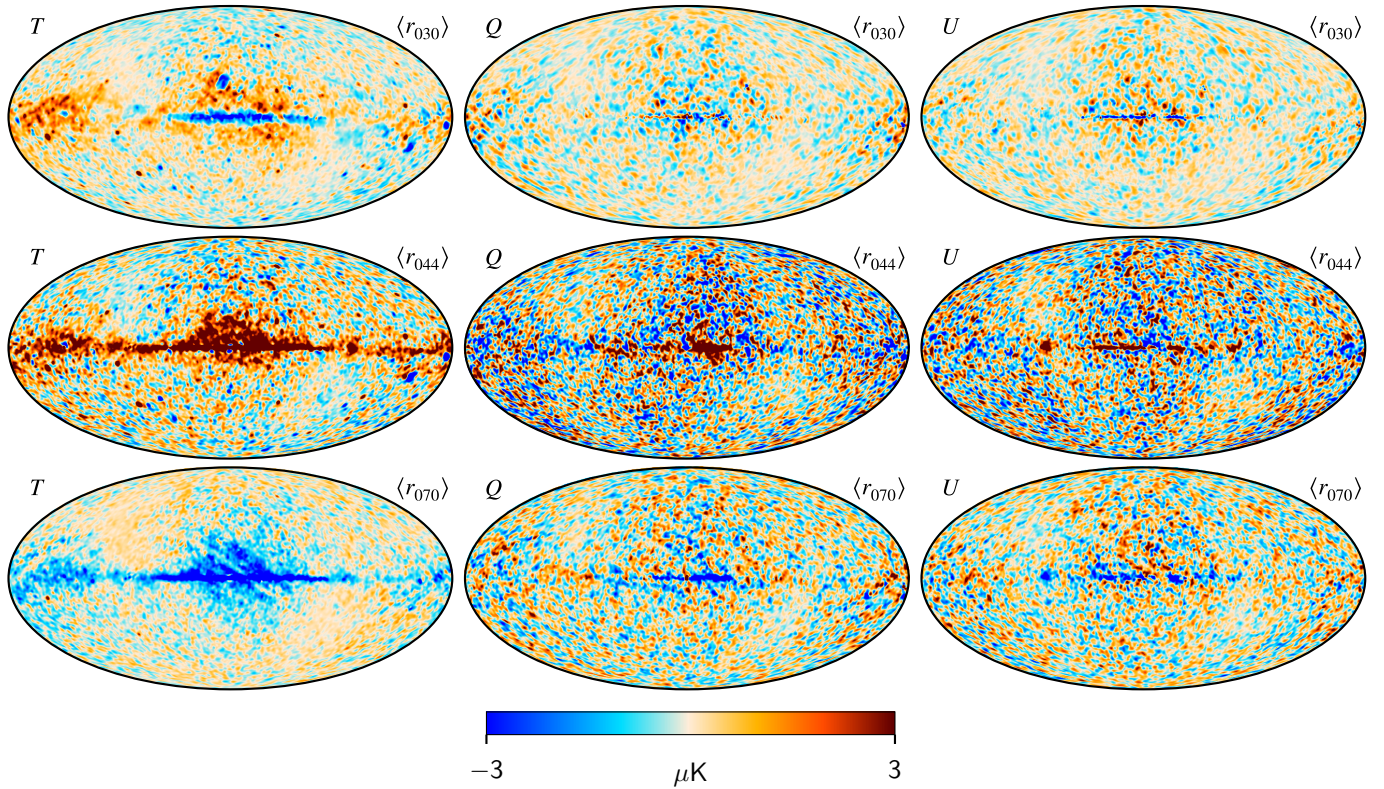 T ⟨r₀₃₀⟩ Q ⟨r₀₃₀⟩ U ⟨r₀₃₀⟩
T ⟨r₀₄₄⟩ Q ⟨r₀₄₄⟩ U ⟨r₀₄₄⟩
T ⟨r₀₇₀⟩ Q ⟨r₀₇₀⟩ U ⟨r₀₇₀⟩
−3 μK 3